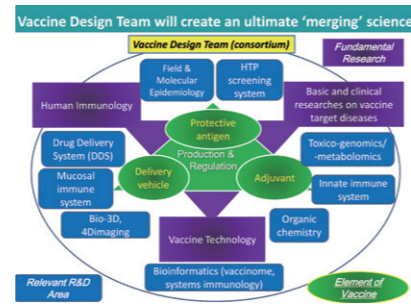 Vaccine Design Team will create an ultimate 'merging' science
Vaccine Design Team (consortium)
Fundamental
Research
Field &
Molecular
Epidemiology
HTP
screening
system
Human Immunology
Basic and clinical
researches on vaccine
target diseases
Protective
antigen
Drug Delivery
System (DDS)
Production &
Regulation
Toxico-genomics/
-metabolomics
Delivery
vehicle
Adjuvant
Mucosal
immune
system
Innate immune
system
Bio-3D,
4Dimaging
Organic
chemistry
Vaccine Technology
Bioinformatics (vaccinome,
systems immunology)
Relevant R&D
Area
Element of
Vaccine